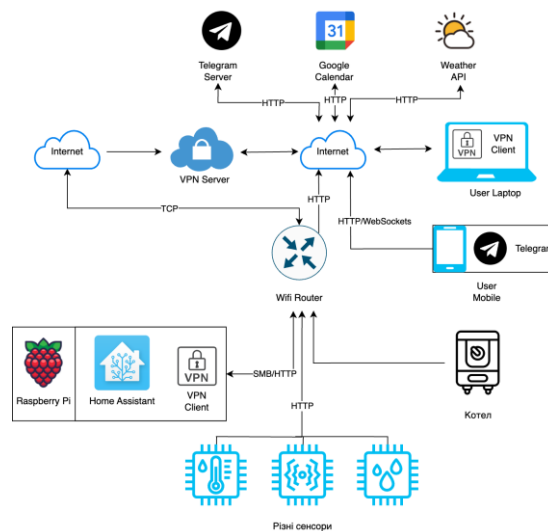 31
Telegram
Server
Google
Calendar
Weather
API
HTTP
HTTP
HTTP
Internet
VPN Server
Internet
VPN
VPN
Client
User Laptop
TCP
HTTP
HTTP/WebSockets
Telegram
User
Mobile
Wifi Router
Raspberry Pi
Home Assistant
VPN
VPN
Client
SMB/HTTP
HTTP
Котел
Різні сенсори